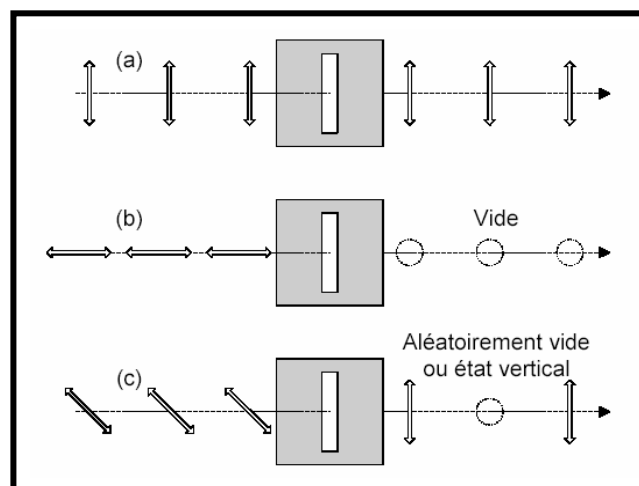 (a)
(b)
Vide
(c)
Aléatoirement vide
ou état vertical